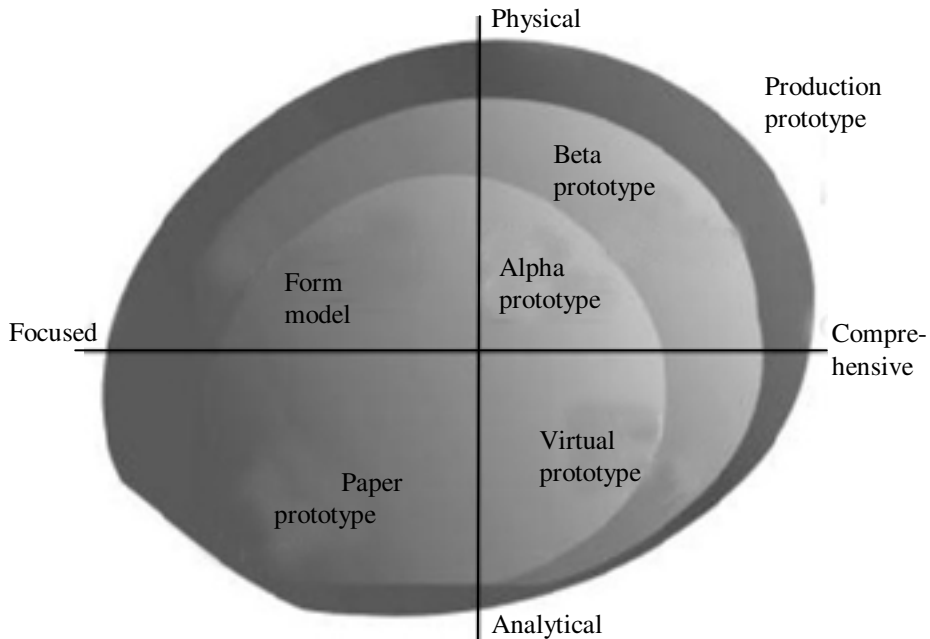 Physical
Production
prototype
Beta
prototype
Alpha
prototype
Form
model
Focused
Compre-
hensive
Virtual
prototype
Paper
prototype
Analytical